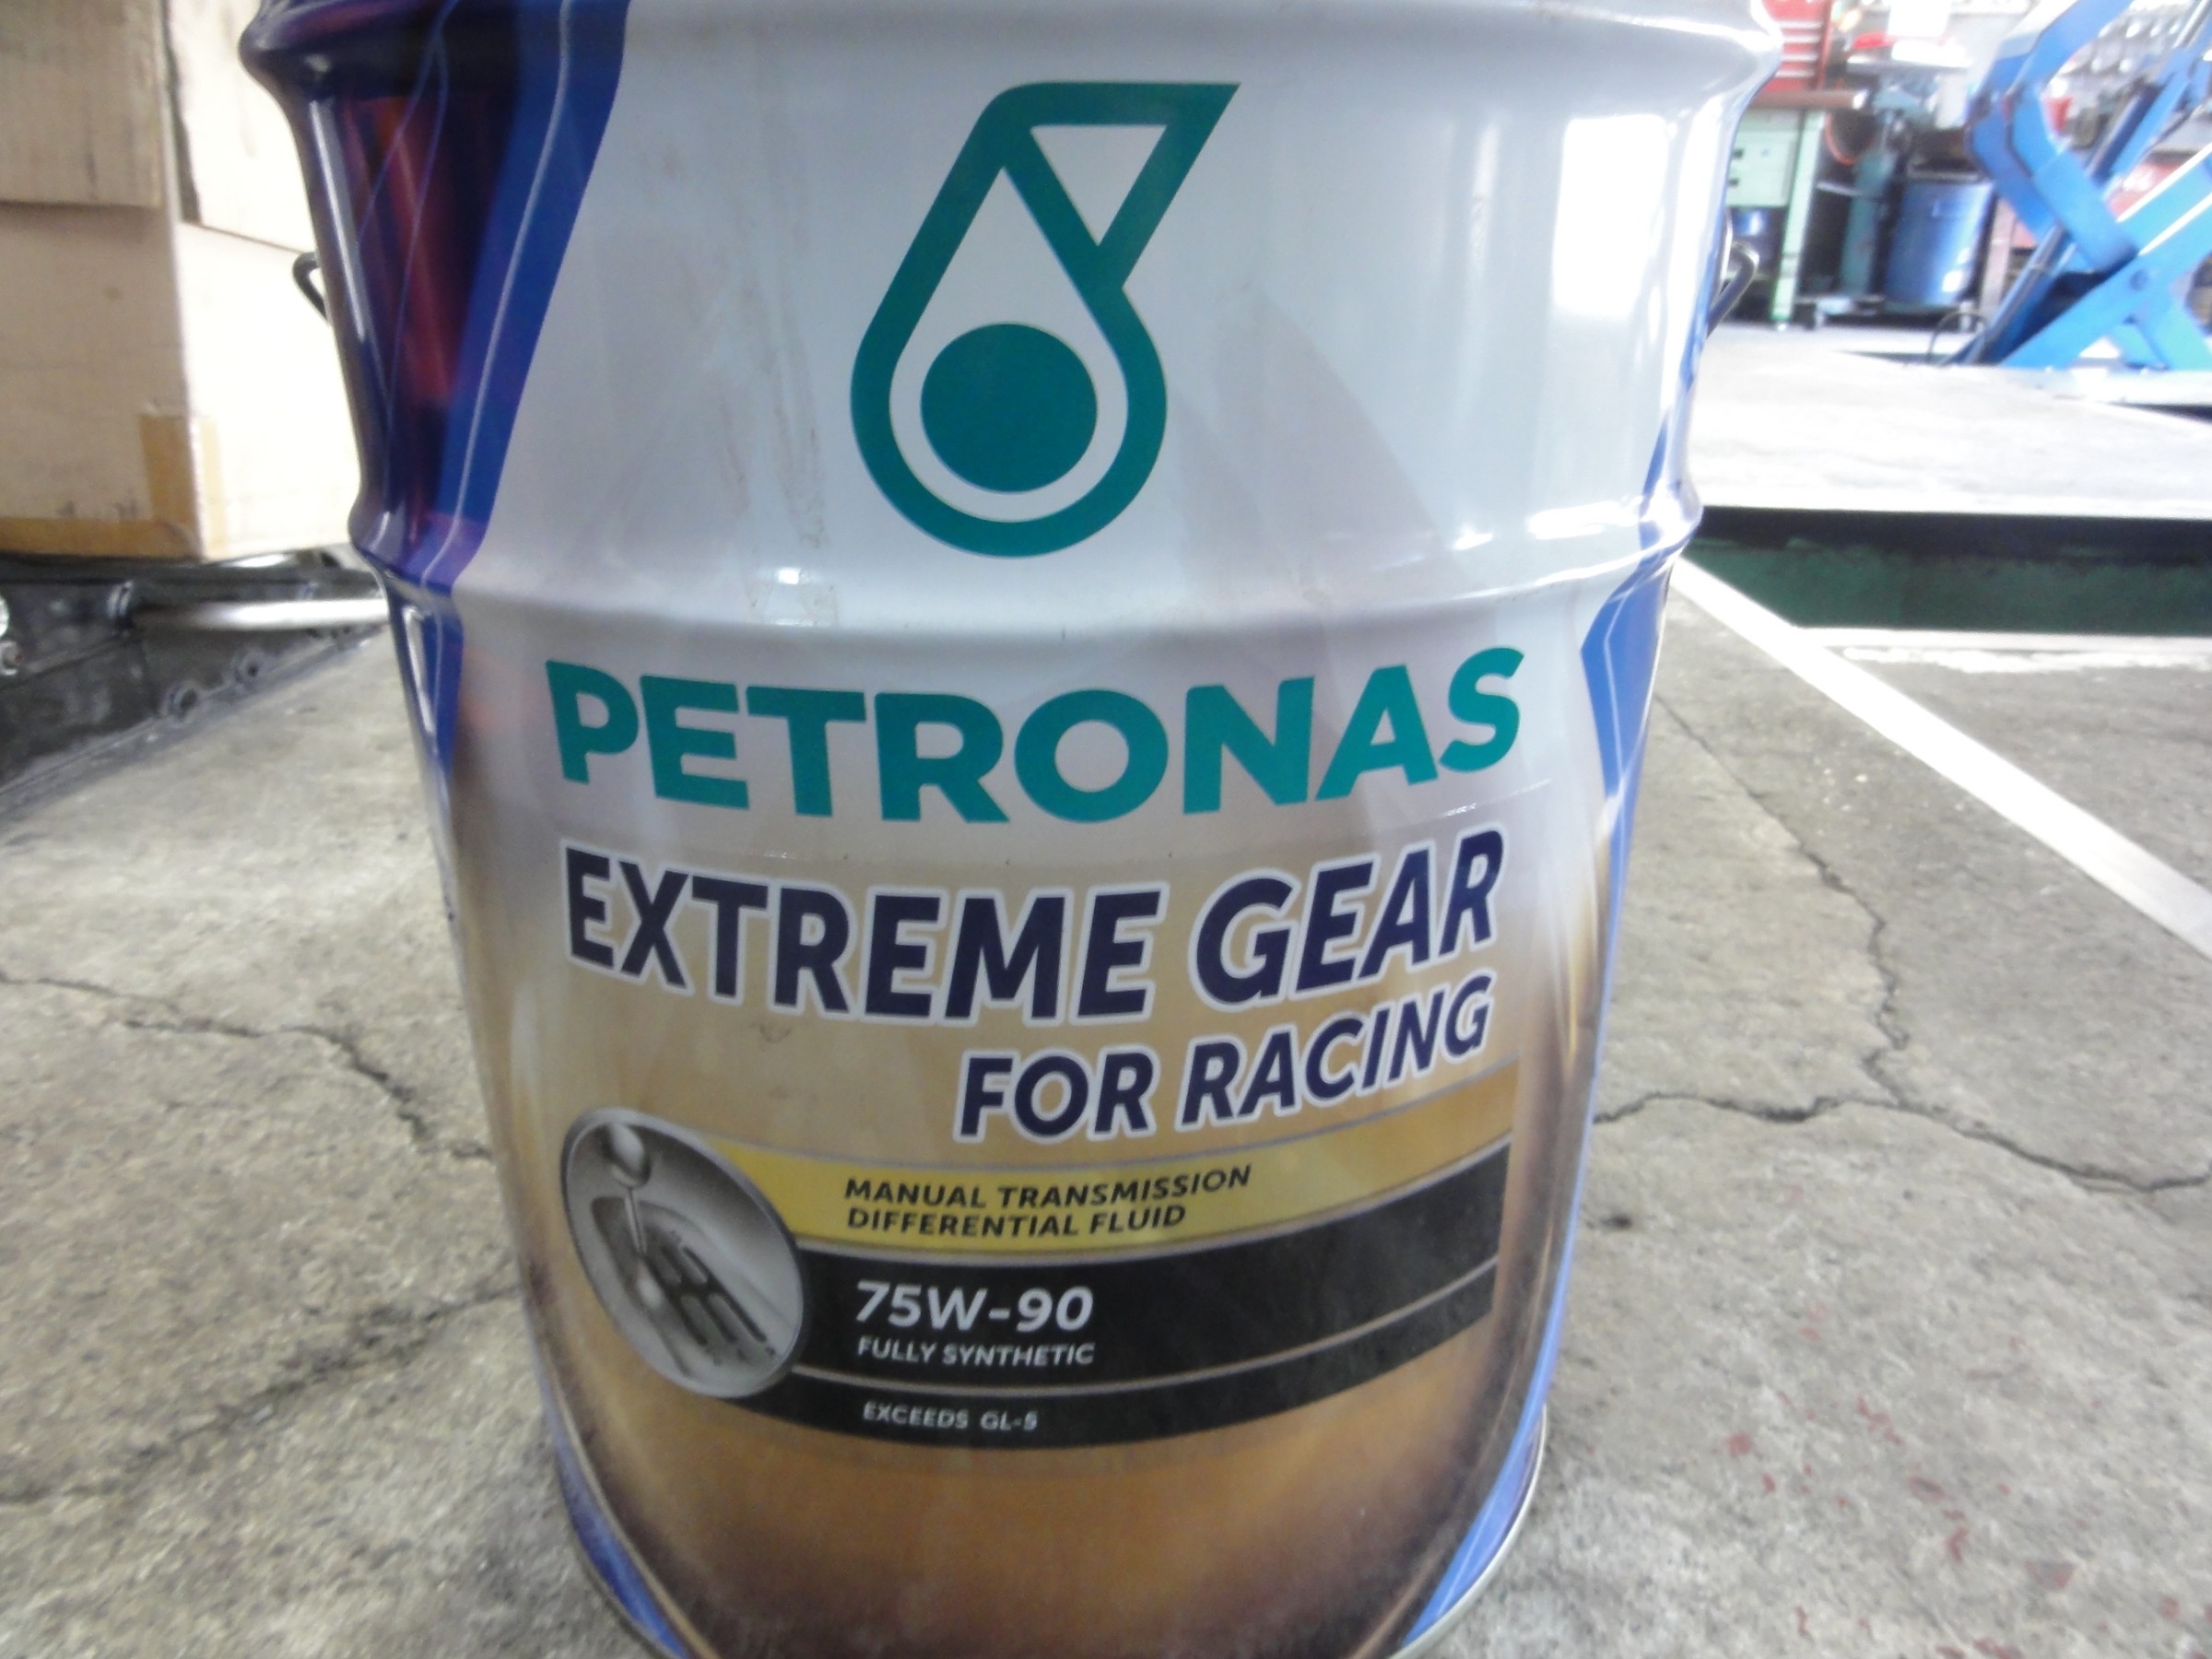 PETRONAS
EXTREME GEAR
FOR RACING
MANUAL TRANSMISSION
DIFFERENTIAL FLUID
75W-90
FULLY SYNTHETIC
EXCEEDS GL-5